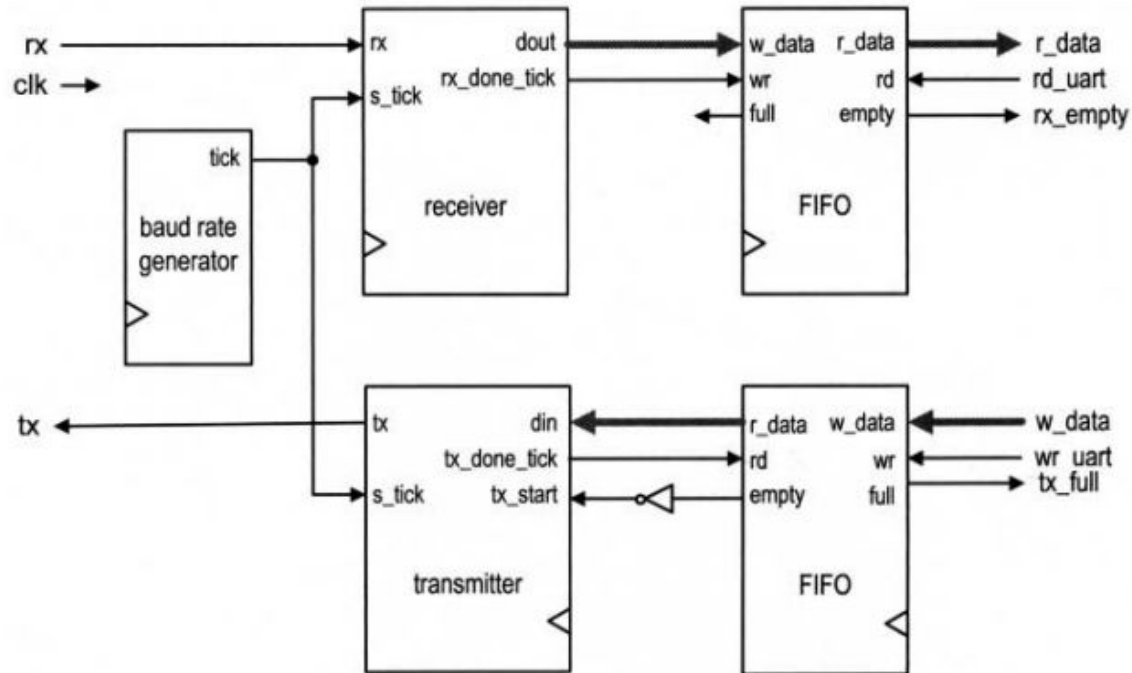 rx
clk
rx
dout
rx_done_tick
s_tick
receiver
w_data
r_data
wr
rd
full
empty
FIFO
r_data
rd_uart
rx_empty
tick
baud rate
generator
tx
tx
din
tx_done_tick
s_tick
tx_start
transmitter
r_data
w_data
rd
wr
empty
full
FIFO
w_data
wr_uart
tx_full